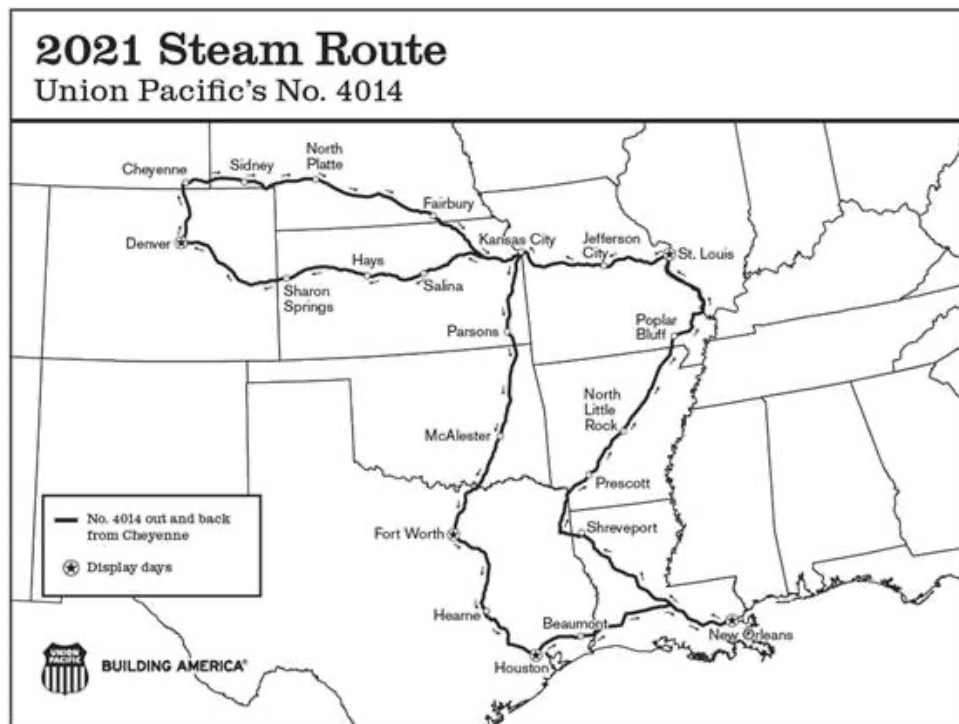 2021 Steam Route
Union Pacific's No. 4014
Cheyenne
Sidney
North
Platte
Fairbury
Denver
Kansas City
Jefferson
City
St. Louis
Hays
Sharon
Springs
Salina
Parsons
Poplar
Bluff
North
Little
Rock
McAlester
Prescott
Fort Worth
Shreveport
Hearne
Beaumont
New Orleans
Houston
No. 4014 out and back
from Cheyenne
Display days
UNION
PACIFIC
BUILDING AMERICA®